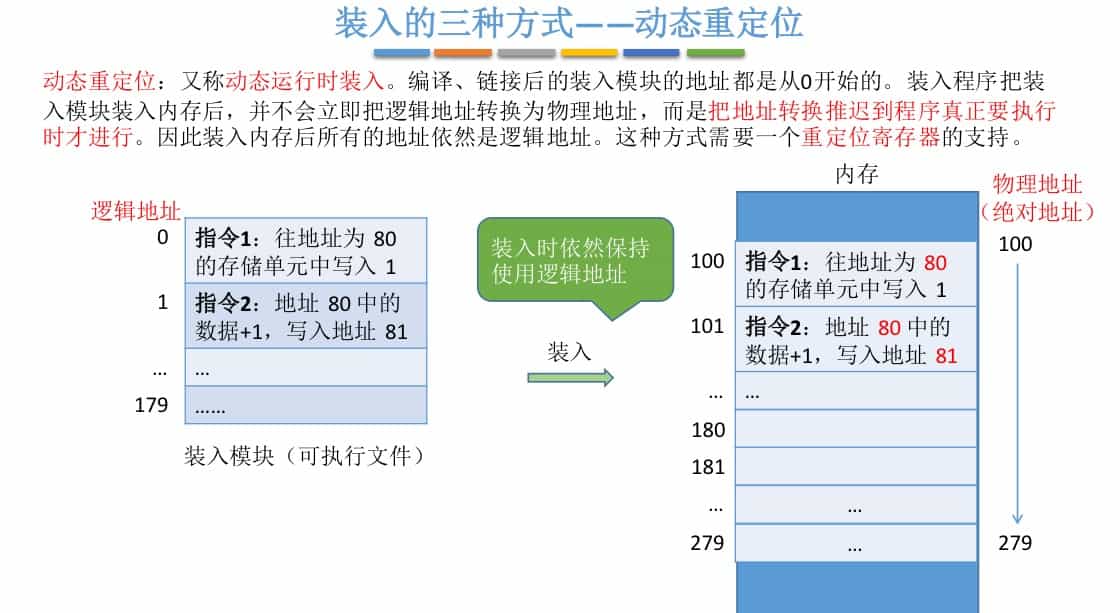 装入的三种方式——动态重定位
动态重定位：又称动态运行时装入。编译、链接后的装入模块的地址都是从0开始的。装入程序把装
入模块装入内存后，并不会立即把逻辑地址转换为物理地址，而是把地址转换推迟到程序真正要执行
时才进行。因此装入内存后所有的地址依然是逻辑地址。这种方式需要一个重定位寄存器的支持。
逻辑地址
0
指令1：往地址为 80
的存储单元中写入 1
1
指令2：地址 80 中的
数据+1，写入地址 81
...
...
179
......
装入模块（可执行文件）
装入时依然保持
使用逻辑地址
装入
内存
物理地址
（绝对地址）
100
指令1：往地址为 80
的存储单元中写入 1
101
指令2：地址 80 中的
数据+1，写入地址 81
...
...
180
181
...
...
279
...
100
279